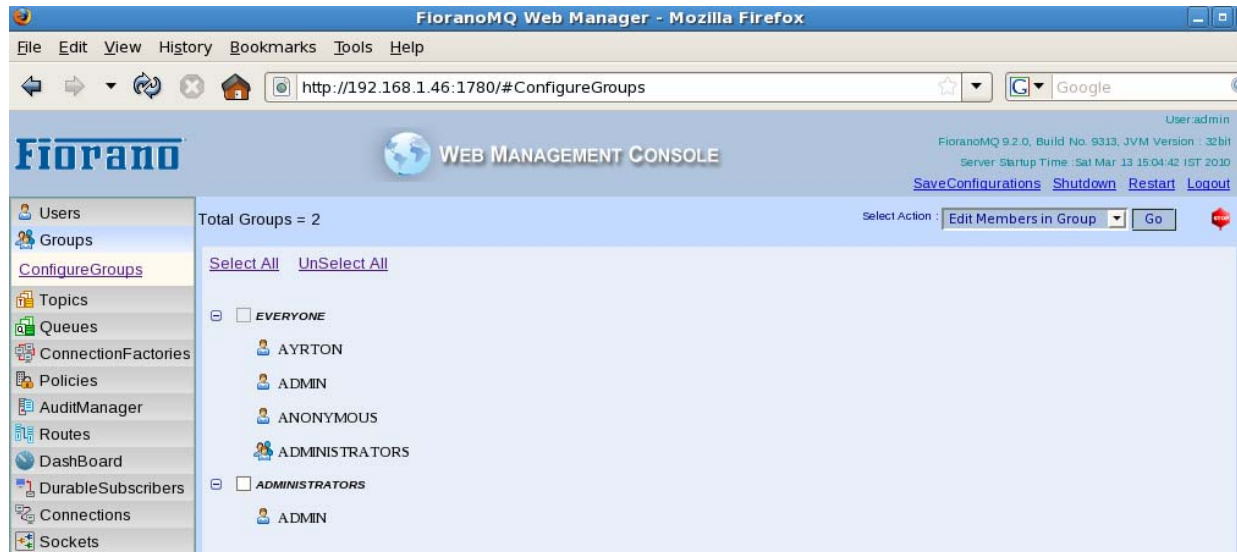 FioranoMQ Web Manager - Mozilla Firefox
File Edit View History Bookmarks Tools Help
http://192.168.1.46:1780/#ConfigureGroups
G
Google
User:admin
FioranoMQ 9.2.0, Build No. 9313, JVM Version : 32bit
Server Startup Time :Sat Mar 13 15:04:42 IST 2010
SaveConfigurations Shutdown Restart Logout
Fiorano
WEB MANAGEMENT CONSOLE
Users
Groups
ConfigureGroups
Topics
Queues
ConnectionFactories
Policies
AuditManager
Routes
DashBoard
DurableSubscribers
Connections
Sockets
Total Groups = 2
Select Action : Edit Members in Group Go
STOP
Select All UnSelect All
EVERYONE
AYRTON
ADMIN
ANONYMOUS
ADMINISTRATORS
ADMINISTRATORS
ADMIN